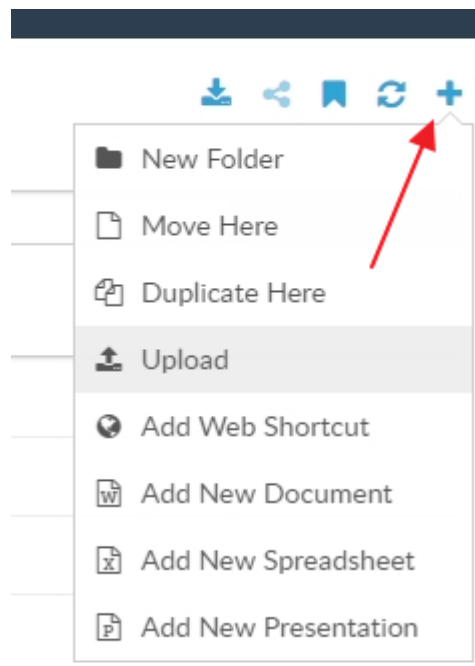 New Folder
Move Here
Duplicate Here
Upload
Add Web Shortcut
W Add New Document
X Add New Spreadsheet
P Add New Presentation